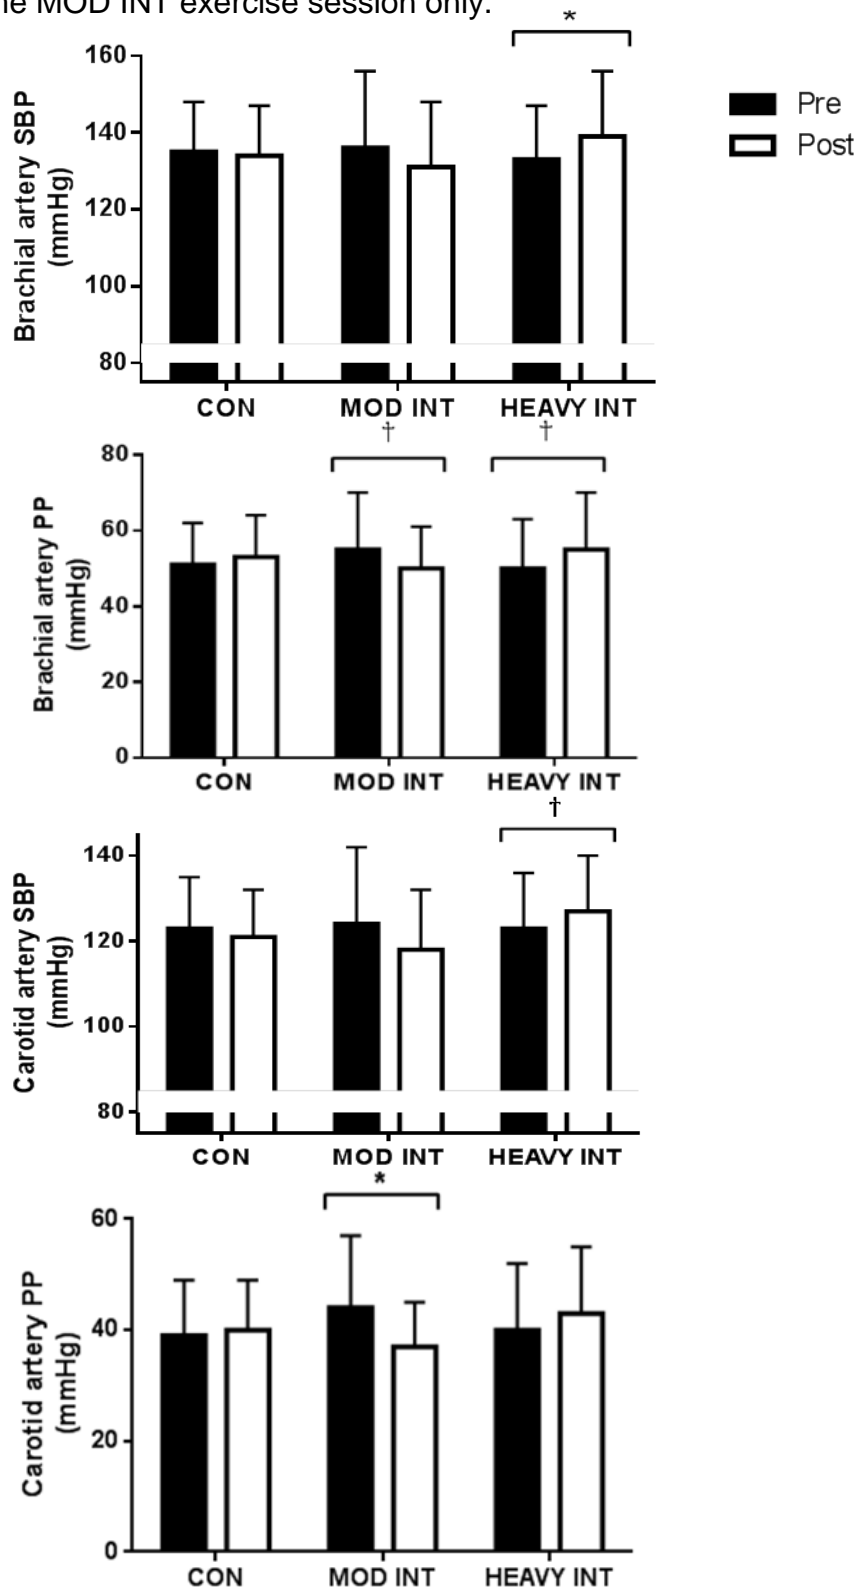 e MOD INT exercise session only.
*
160
140
120
100
80
Brachial artery SBP
(mmHg)
Pre
Post
CON MOD INT HEAVY INT
† †
80
60
40
20
0
Brachial artery PP
(mmHg)
CON MOD INT HEAVY INT
†
140
120
100
80
Carotid artery SBP
(mmHg)
CON MOD INT HEAVY INT
*
60
40
20
0
Carotid artery PP
(mmHg)
CON MOD INT HEAVY INT